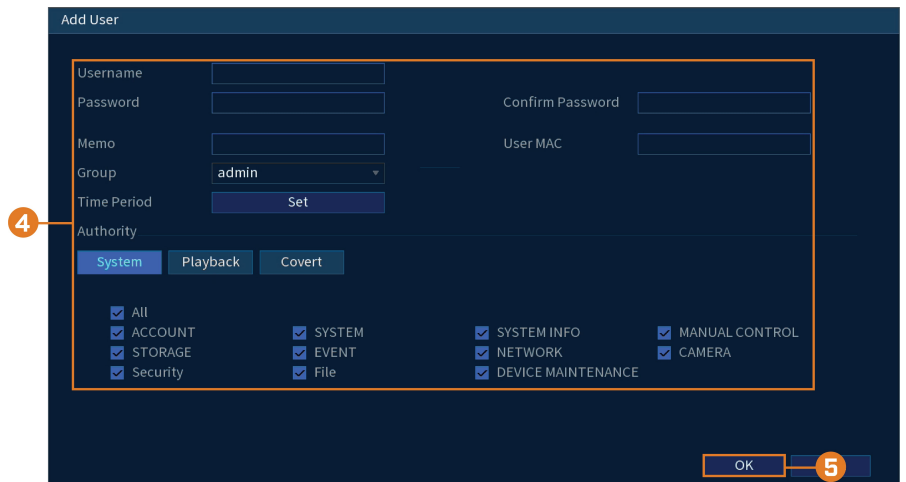 Add User
Username
Password Confirm Password
Memo User MAC
Group admin
Time Period Set
4
Authority
System Playback Covert
All
ACCOUNT SYSTEM SYSTEM INFO MANUAL CONTROL
STORAGE EVENT NETWORK CAMERA
Security File DEVICE MAINTENANCE
OK 5